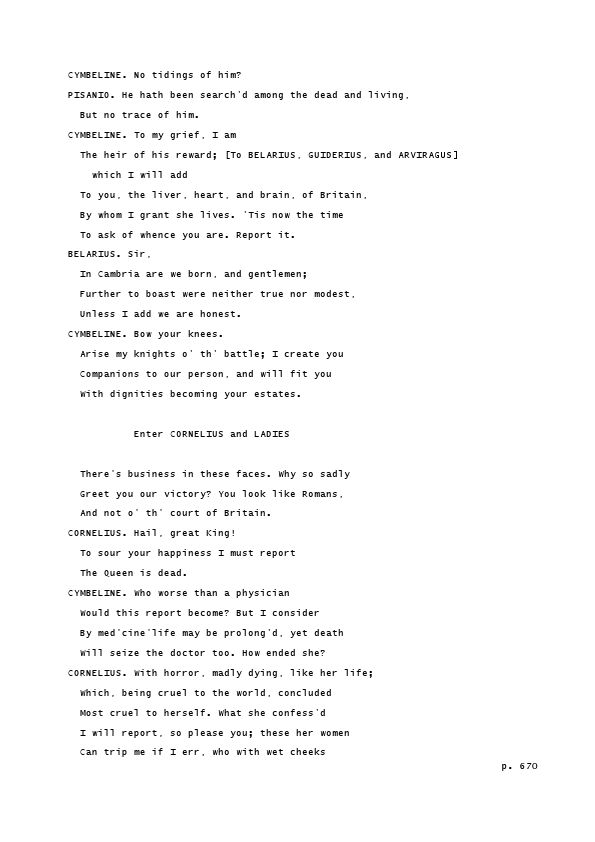 CYMBELINE. No tidings of him?
PISANIO. He hath been search'd among the dead and living,
But no trace of him.
CYMBELINE. To my grief, I am
The heir of his reward; [To BELARIUS, GUIDERIUS, and ARVIRAGUS]
which I will add
To you, the liver, heart, and brain, of Britain,
By whom I grant she lives. 'Tis now the time
To ask of whence you are. Report it.
BELARIUS. Sir,
In Cambria are we born, and gentlemen;
Further to boast were neither true nor modest,
Unless I add we are honest.
CYMBELINE. Bow your knees.
Arise my knights o' th' battle; I create you
Companions to our person, and will fit you
With dignities becoming your estates.
Enter CORNELIUS and LADIES
There's business in these faces. Why so sadly
Greet you our victory? You look like Romans,
And not o' th' court of Britain.
CORNELIUS. Hail, great King!
To sour your happiness I must report
The Queen is dead.
CYMBELINE. Who worse than a physician
Would this report become? But I consider
By med'cine'life may be prolong'd, yet death
Will seize the doctor too. How ended she?
CORNELIUS. With horror, madly dying, like her life;
Which, being cruel to the world, concluded
Most cruel to herself. What she confess'd
I will report, so please you; these her women
Can trip me if I err, who with wet cheeks
p. 670